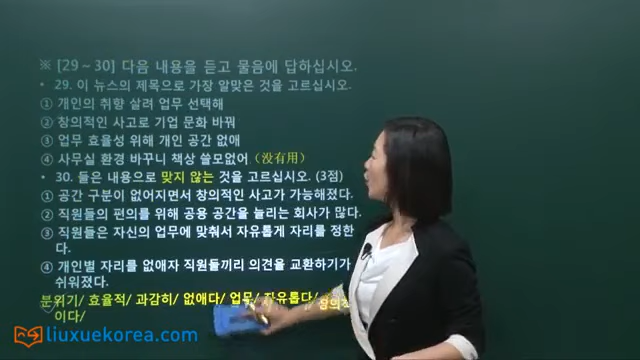 ※ [29～30] 다음 내용을 듣고 물음에 답하십시오.
• 29. 이 뉴스의 제목으로 가장 알맞은 것을 고르십시오.
① 개인의 취향 살려 업무 선택해
② 창의적인 사고로 기업 문화 바꿔
③ 업무 효율성 위해 개인 공간 없애
④ 사무실 환경 바꾸니 책상 쓸모없어 (没有用)
• 30. 들은 내용으로 맞지 않는 것을 고르십시오. (3점)
① 공간 구분이 없어지면서 창의적인 사고가 가능해졌다.
② 직원들의 편의를 위해 공용 공간을 늘리는 회사가 많다.
③ 직원들은 자신의 업무에 맞춰서 자유롭게 자리를 정한
다.
④ 개인별 자리를 없애자 직원들끼리 의견을 교환하기가
쉬워졌다.
분위기/ 효율적/ 과감히/ 없애다/ 업무/ 자유롭다/
이다/
liuxuekorea.com